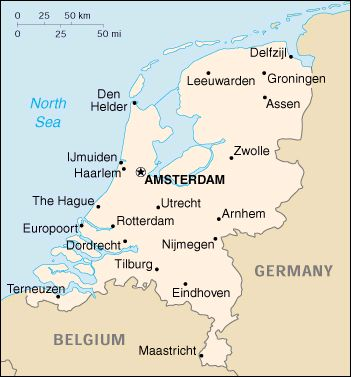 0 25 50 km
0 25 50 mi
Delfzijl
Leeuwarden
Groningen
Den
Helder
Assen
North
Sea
IJmuiden
Haarlem
Zwolle
AMSTERDAM
The Hague
Utrecht
Europoort
Rotterdam
Arnhem
Dordrecht
Nijmegen
Tilburg
GERMANY
Terneuzen
Eindhoven
BELGIUM
Maastricht